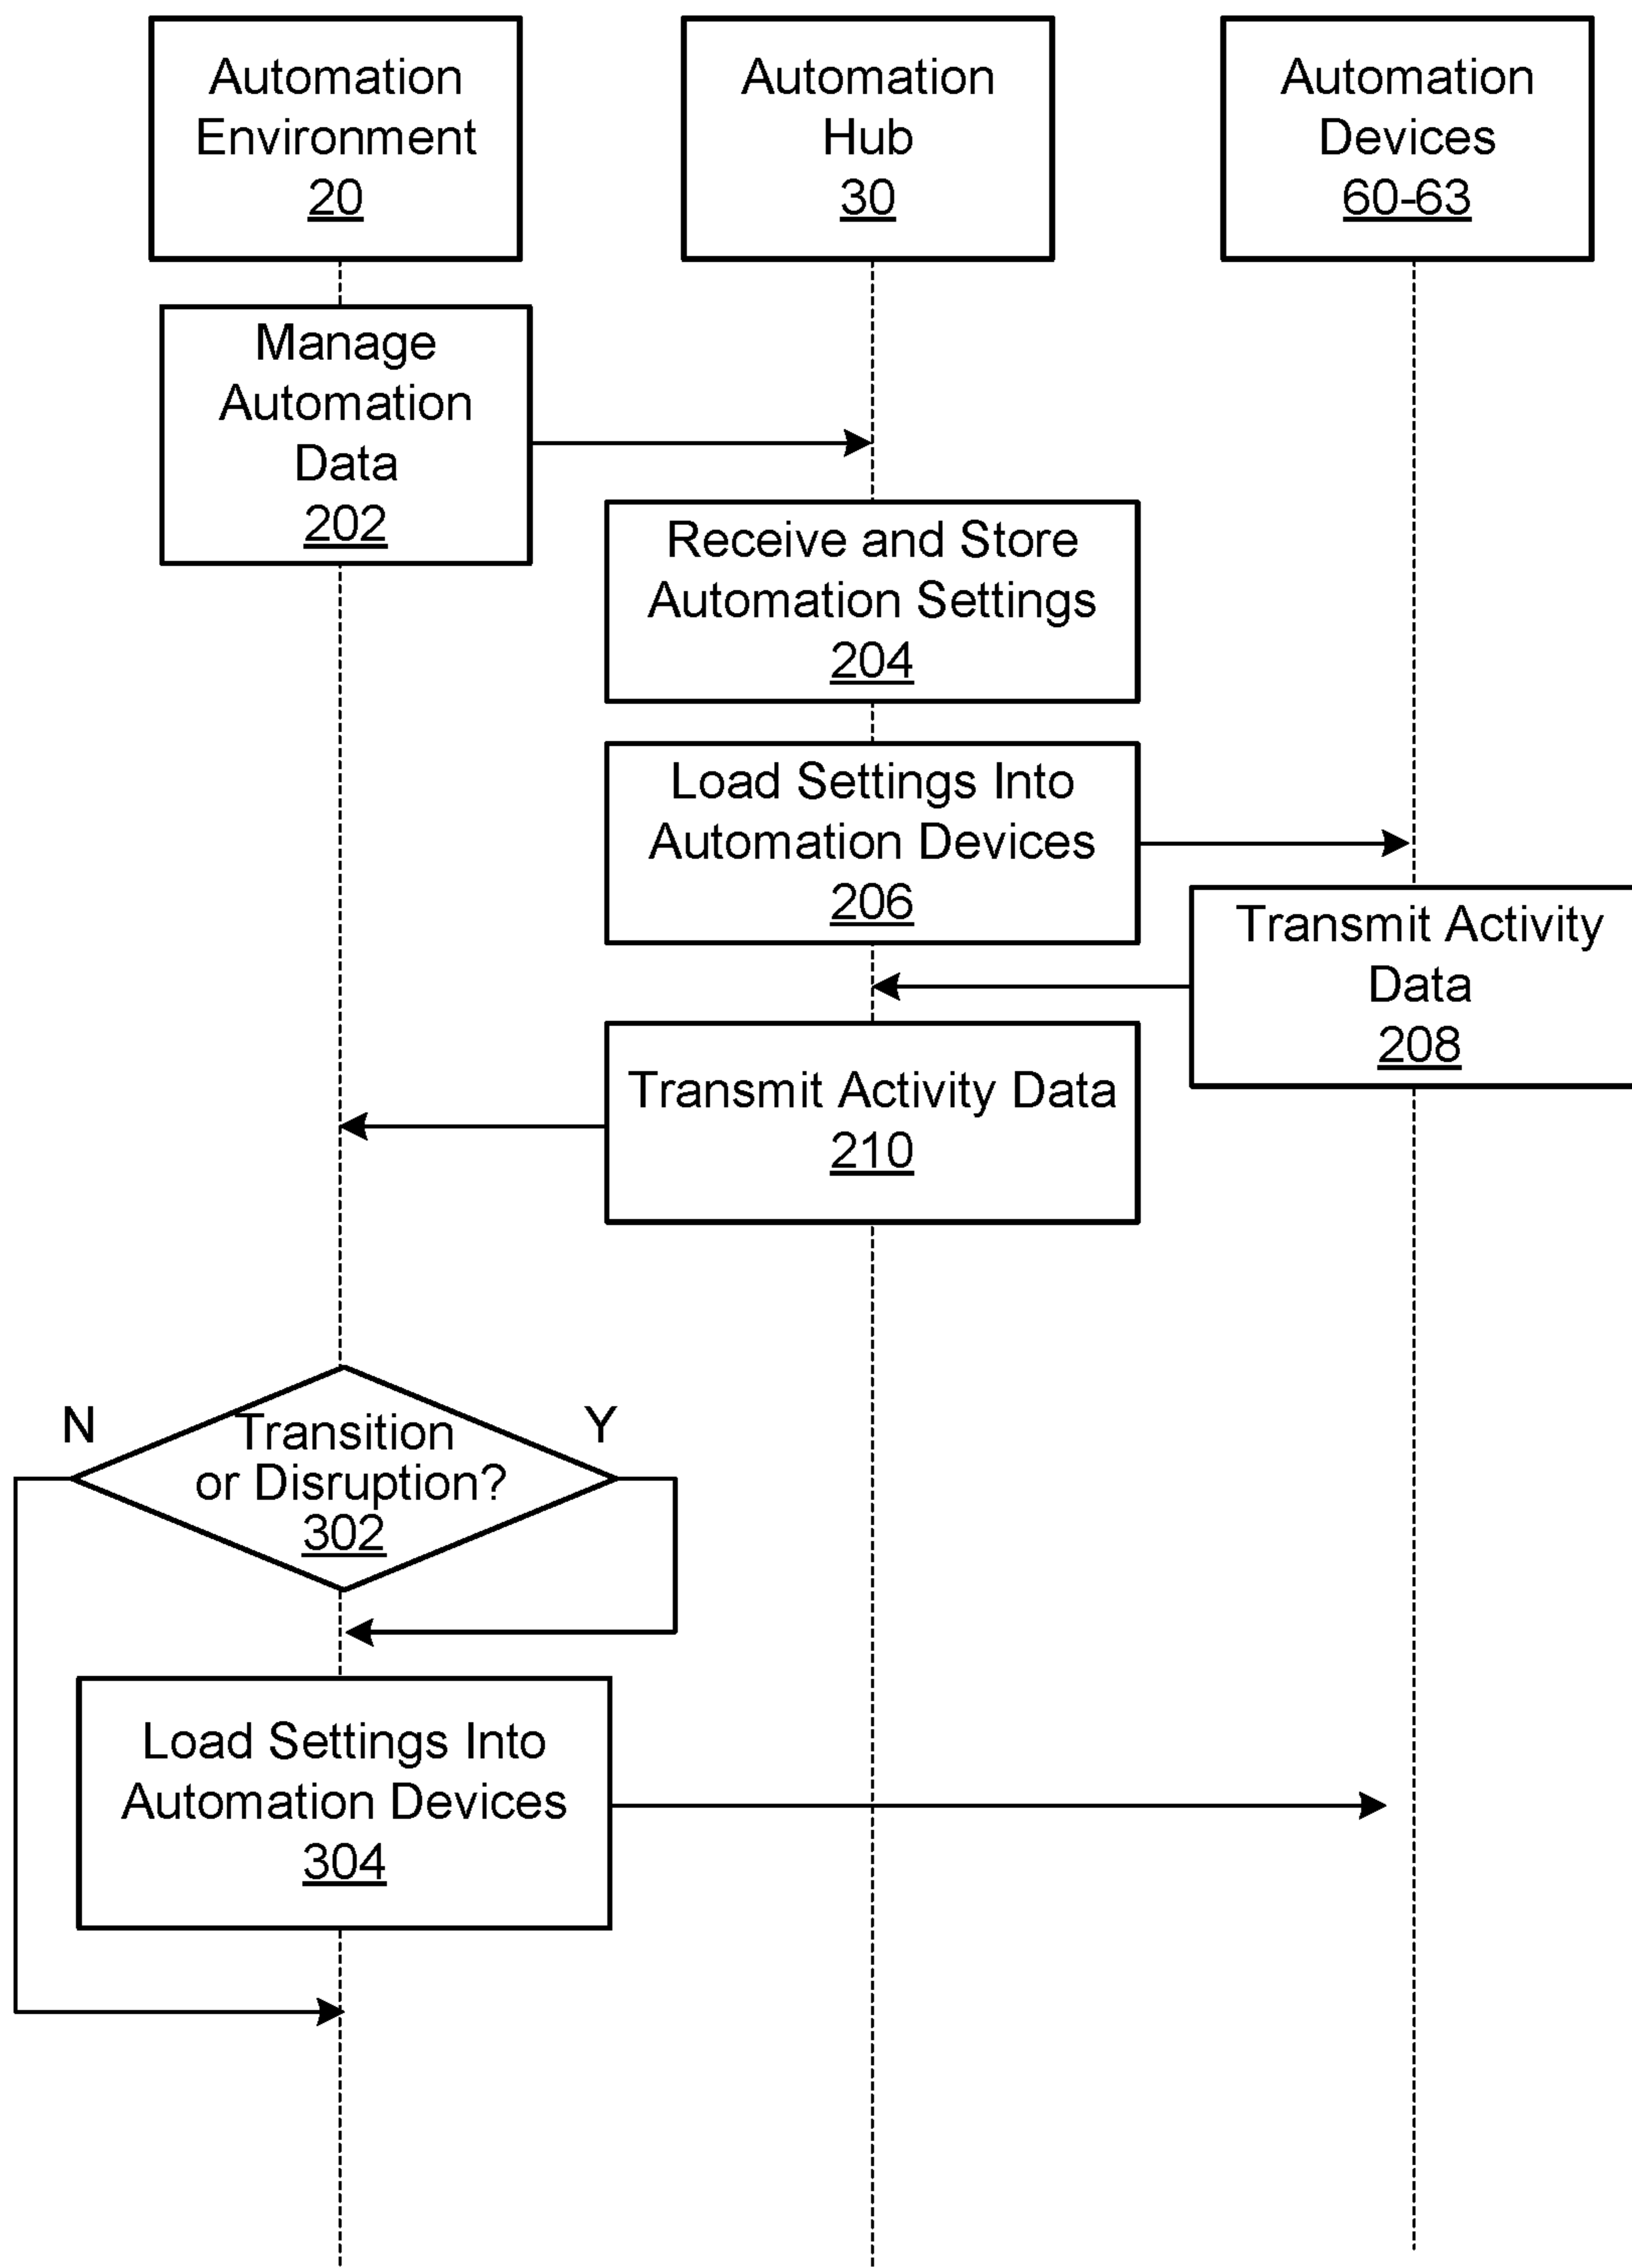 Automation
Environment
20
Automation
Hub
30
Automation
Devices
60-63
Manage
Automation
Data
202
Receive and Store
Automation Settings
204
Load Settings Into
Automation Devices
206
Transmit Activity
Data
208
Transmit Activity Data
210
N
Y
Transition
or Disruption?
302
Load Settings Into
Automation Devices
304